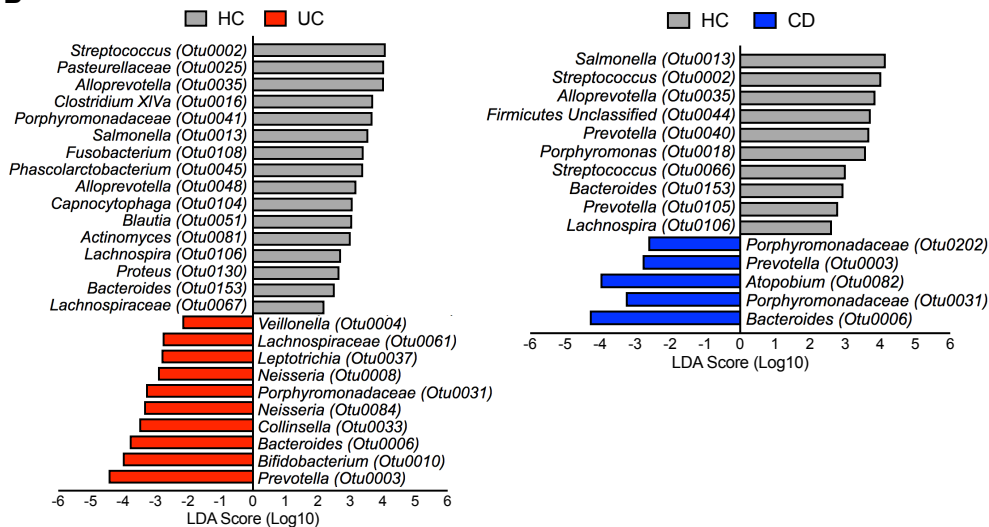 HC UC
Streptococcus (Otu0002)
Pasteurellaceae (Otu0025)
Alloprevotella (Otu0035)
Clostridium XIVa (Otu0016)
Porphyromonadaceae (Otu0041)
Salmonella (Otu0013)
Fusobacterium (Otu0108)
Phascolarctobacterium (Otu0045)
Alloprevotella (Otu0048)
Capnocytophaga (Otu0104)
Blautia (Otu0051)
Actinomyces (Otu0081)
Lachnospira (Otu0106)
Proteus (Otu0130)
Bacteroides (Otu0153)
Lachnospiraceae (Otu0067)
Veillonella (Otu0004)
Lachnospiraceae (Otu0061)
Leptotrichia (Otu0037)
Neisseria (Otu0008)
Porphyromonadaceae (Otu0031)
Neisseria (Otu0084)
Collinsella (Otu0033)
Bacteroides (Otu0006)
Bifidobacterium (Otu0010)
Prevotella (Otu0003)
-6 -5 -4 -3 -2 -1 0 1 2 3 4 5 6
LDA Score (Log10)
HC CD
Salmonella (Otu0013)
Streptococcus (Otu0002)
Alloprevotella (Otu0035)
Firmicutes Unclassified (Otu0044)
Prevotella (Otu0040)
Porphyromonas (Otu0018)
Streptococcus (Otu0066)
Bacteroides (Otu0153)
Prevotella (Otu0105)
Lachnospira (Otu0106)
Porphyromonadaceae (Otu0202)
Prevotella (Otu0003)
Atopobium (Otu0082)
Porphyromonadaceae (Otu0031)
Bacteroides (Otu0006)
-6 -5 -4 -3 -2 -1 0 1 2 3 4 5 6
LDA Score (Log10)